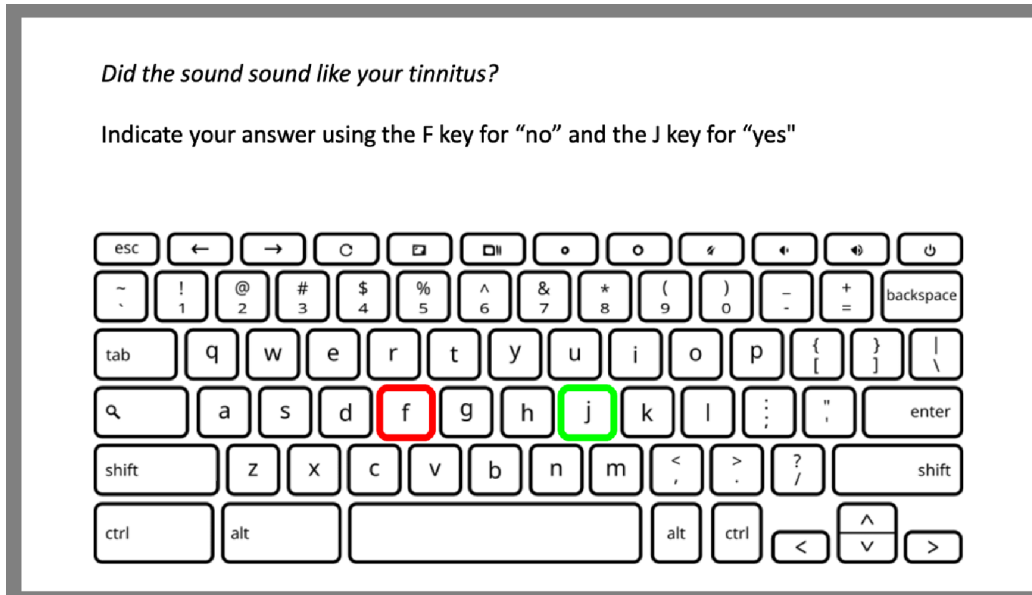 Did the sound sound like your tinnitus?
Indicate your answer using the F key for “no” and the J key for “yes"
esc ← → C
~ ! @ # $ % ^ & * ( ) _ +
` 1 2 3 4 5 6 7 8 9 0 - = backspace
tab q w e r t y u i o p { } |
[ ] \
a s d f g h j k l : " enter
; '
shift z x c v b n m < > ? shift
, . /
ctrl alt alt ctrl < ^ >
v